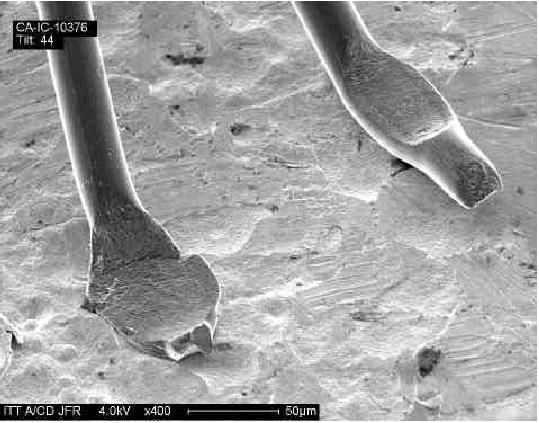 CA-IC-10376
Tilt: 44
ITT A/CD JFR 4.0kV x400 50µm